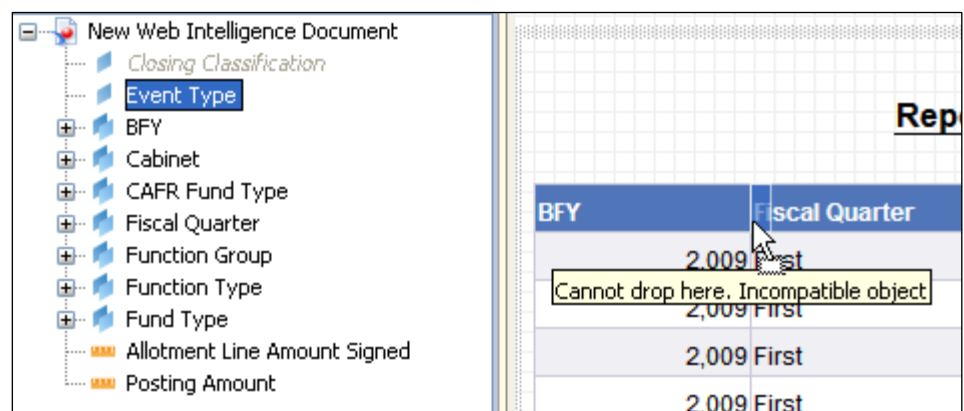 New Web Intelligence Document
Closing Classification
Event Type
BFY
Cabinet
CAFR Fund Type
Fiscal Quarter
Function Group
Function Type
Fund Type
Allotment Line Amount Signed
Posting Amount
Rep
BFY Fiscal Quarter
2,009 First
Cannot drop here. Incompatible object
2,009 First
2,009 First
2,009 First